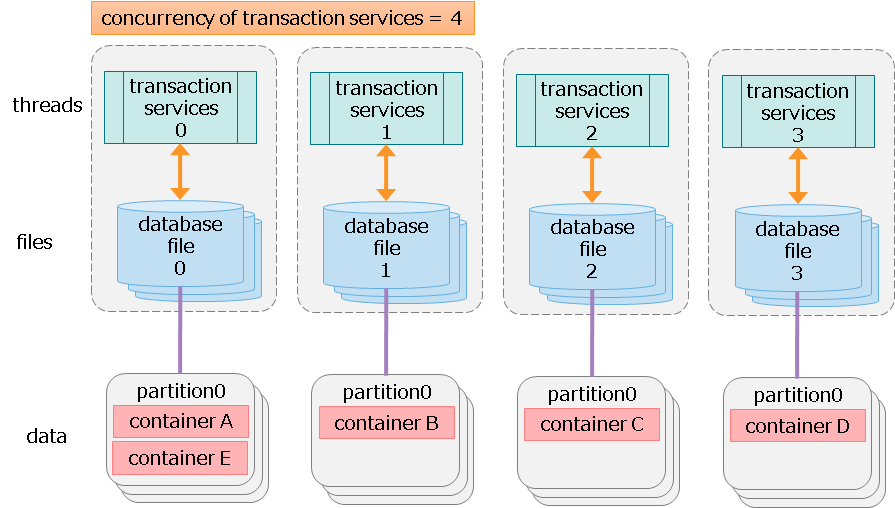 concurrency of transaction services = 4
threads
transaction
services
0
transaction
services
1
transaction
services
2
transaction
services
3
files
database
file
0
database
file
1
database
file
2
database
file
3
data
partition0
container A
container E
partition0
container B
partition0
container C
partition0
container D